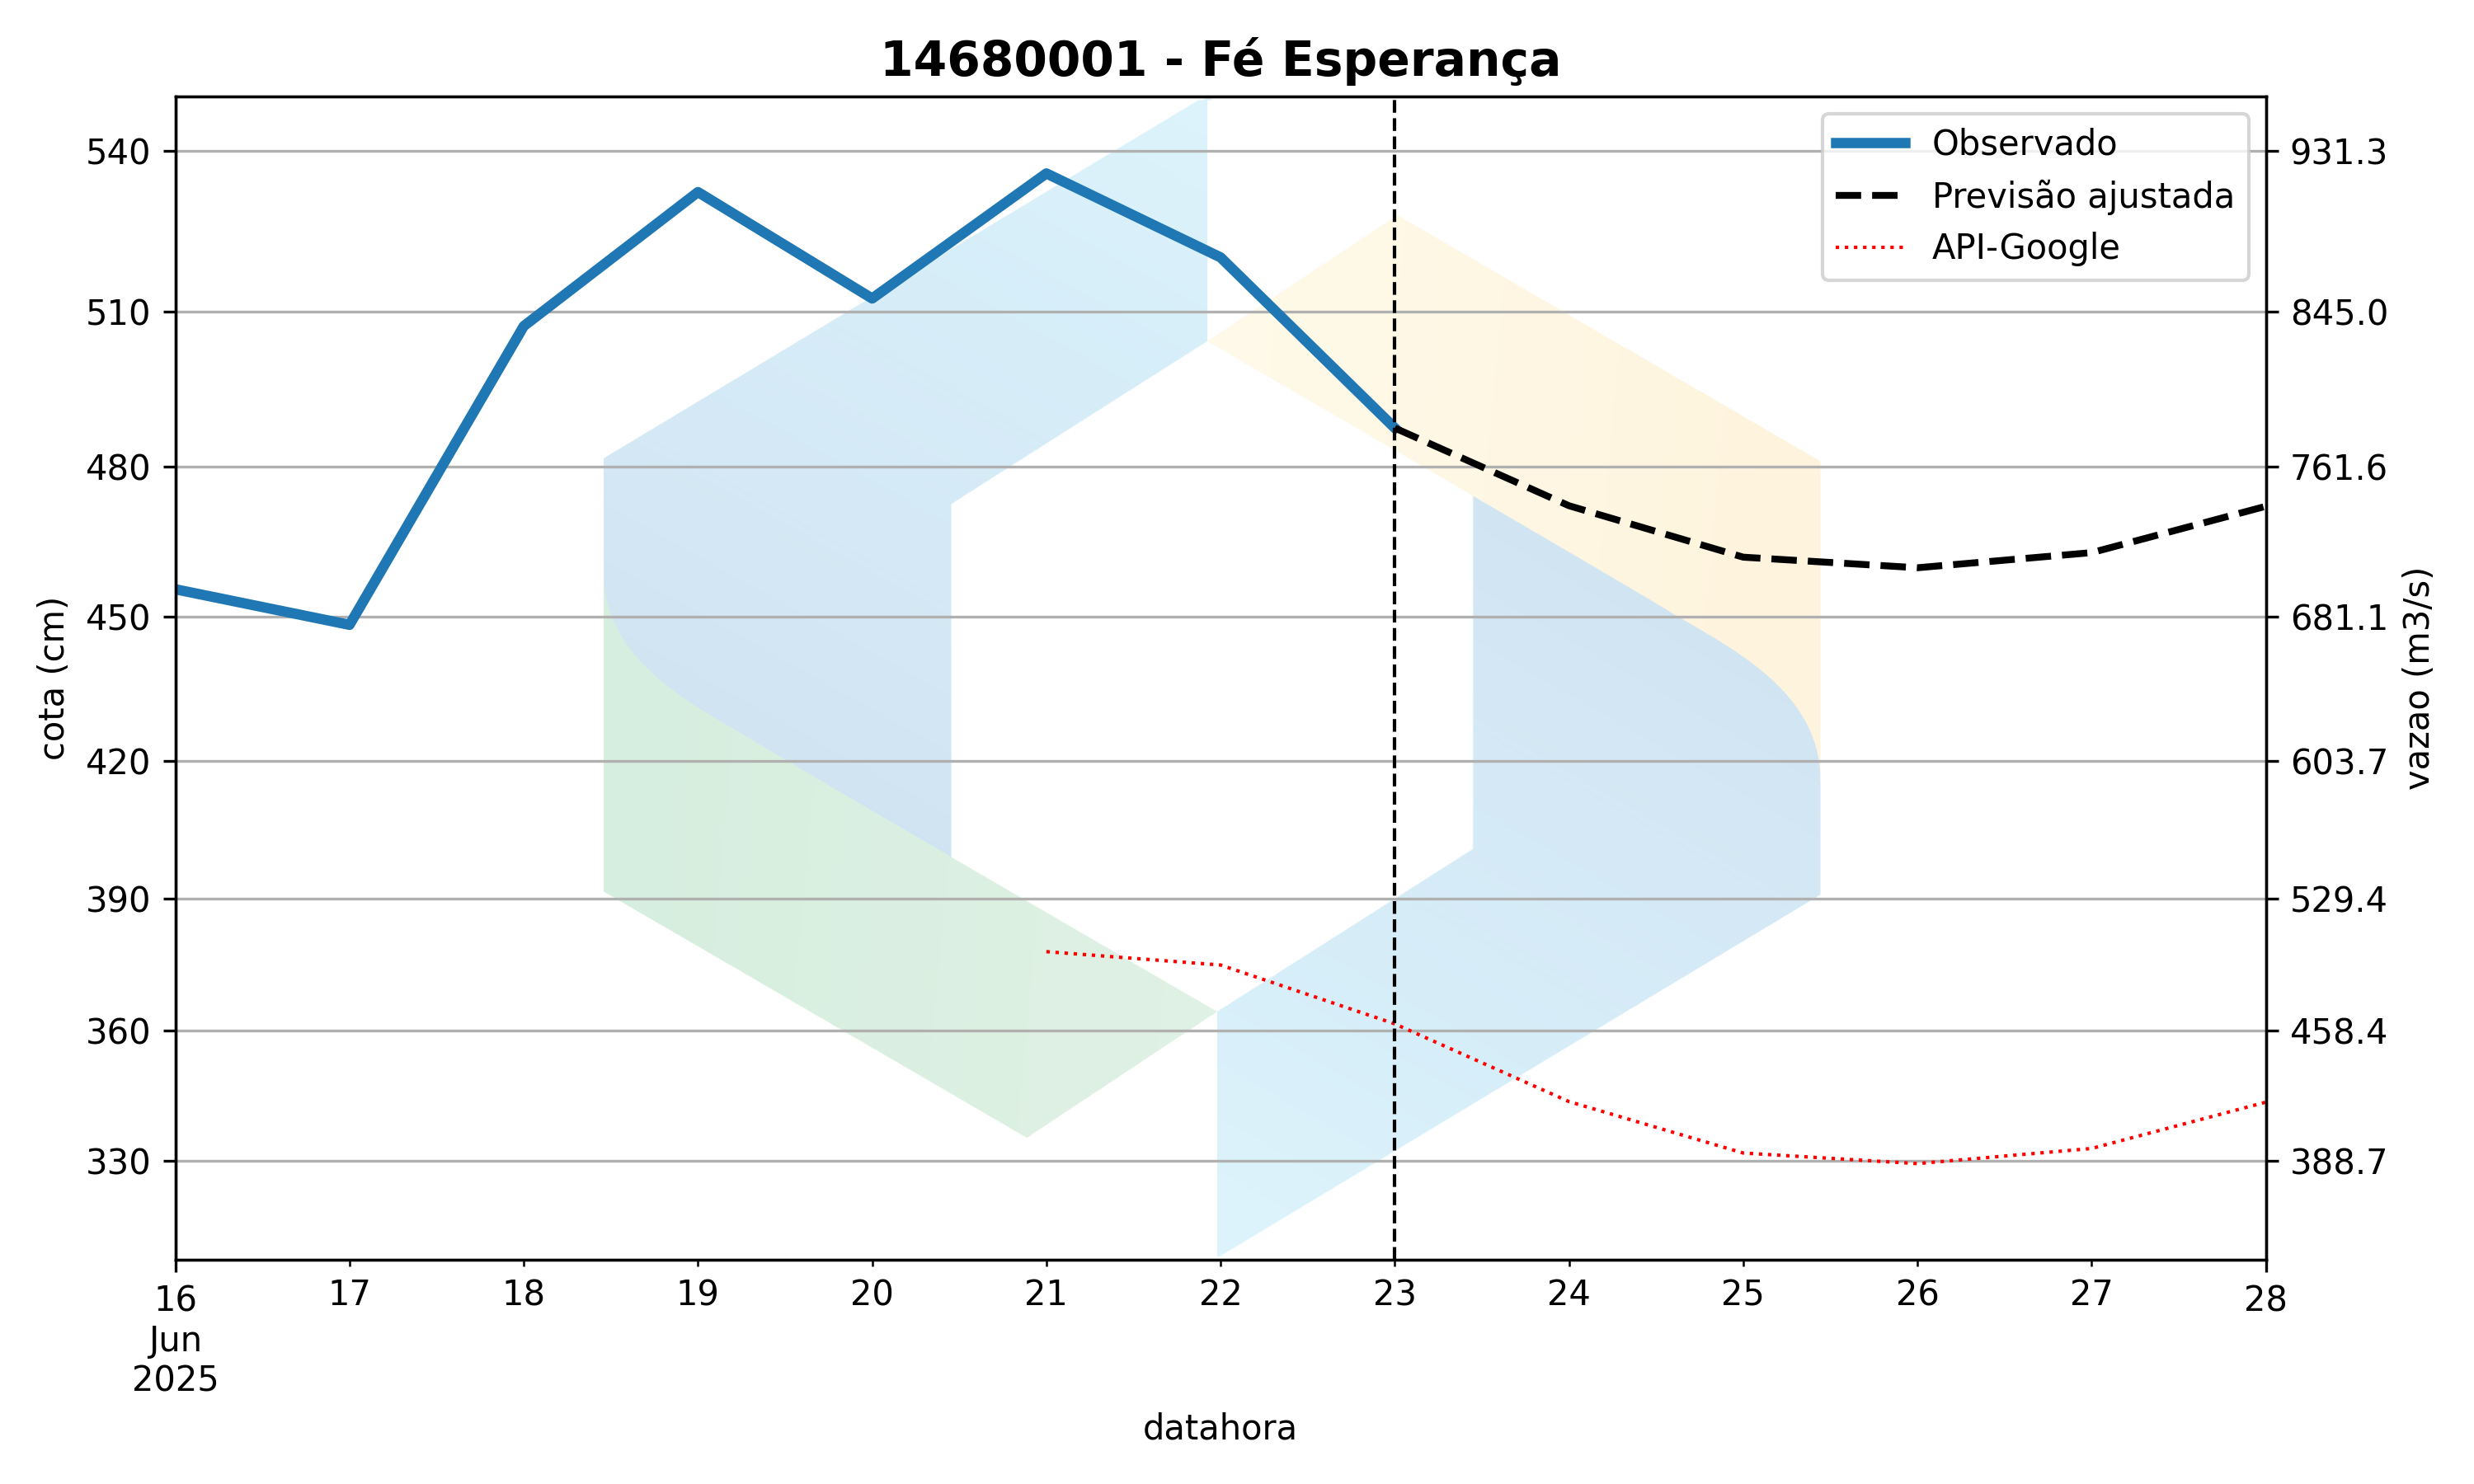 14680001 - Fé Esperança
Observado
Previsão ajustada
API-Google
540
510
480
450
420
390
360
330
cota (cm)
931.3
845.0
761.6
681.1
603.7
529.4
458.4
388.7
vazao (m3/s)
16 17 18 19 20 21 22 23 24 25 26 27 28
Jun
2025
datahora